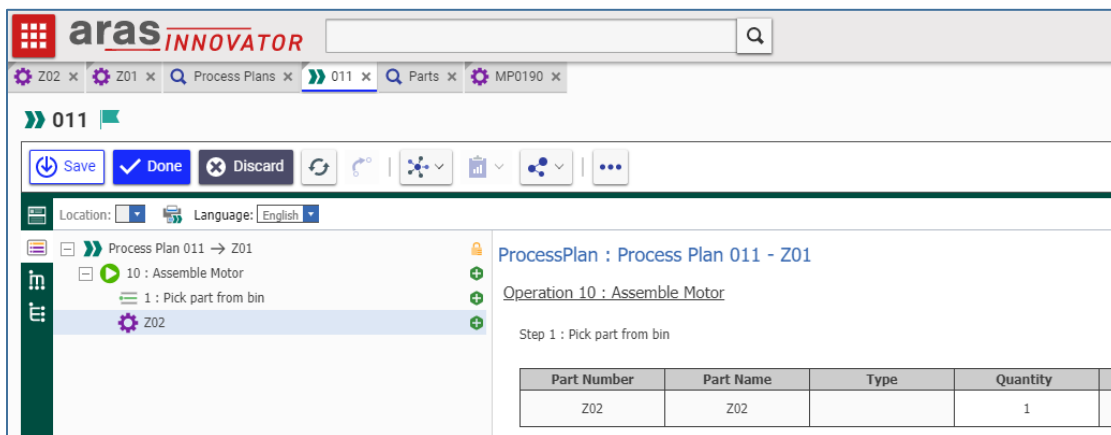 aras INNOVATOR
Z02 Z01 Process Plans 011 Parts MP0190
011
Save Done Discard
Location: Language: English
Process Plan 011 → Z01
10 : Assemble Motor
1 : Pick part from bin
Z02
ProcessPlan : Process Plan 011 - Z01
Operation 10 : Assemble Motor
Step 1 : Pick part from bin
Part Number Part Name Type Quantity
Z02 Z02 1